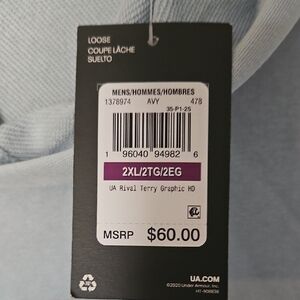 LOOSE
COUPE LÂCHE
SUELTO
MENS/HOMMES/HOMBRES
1378974 AVY 478
35-P1-25
1 96040 94982 6
2XL/2TG/2EG
UA Rival Terry Graphic HD
MSRP $60.00
UA.COM
©2020 Under Armour, Inc.